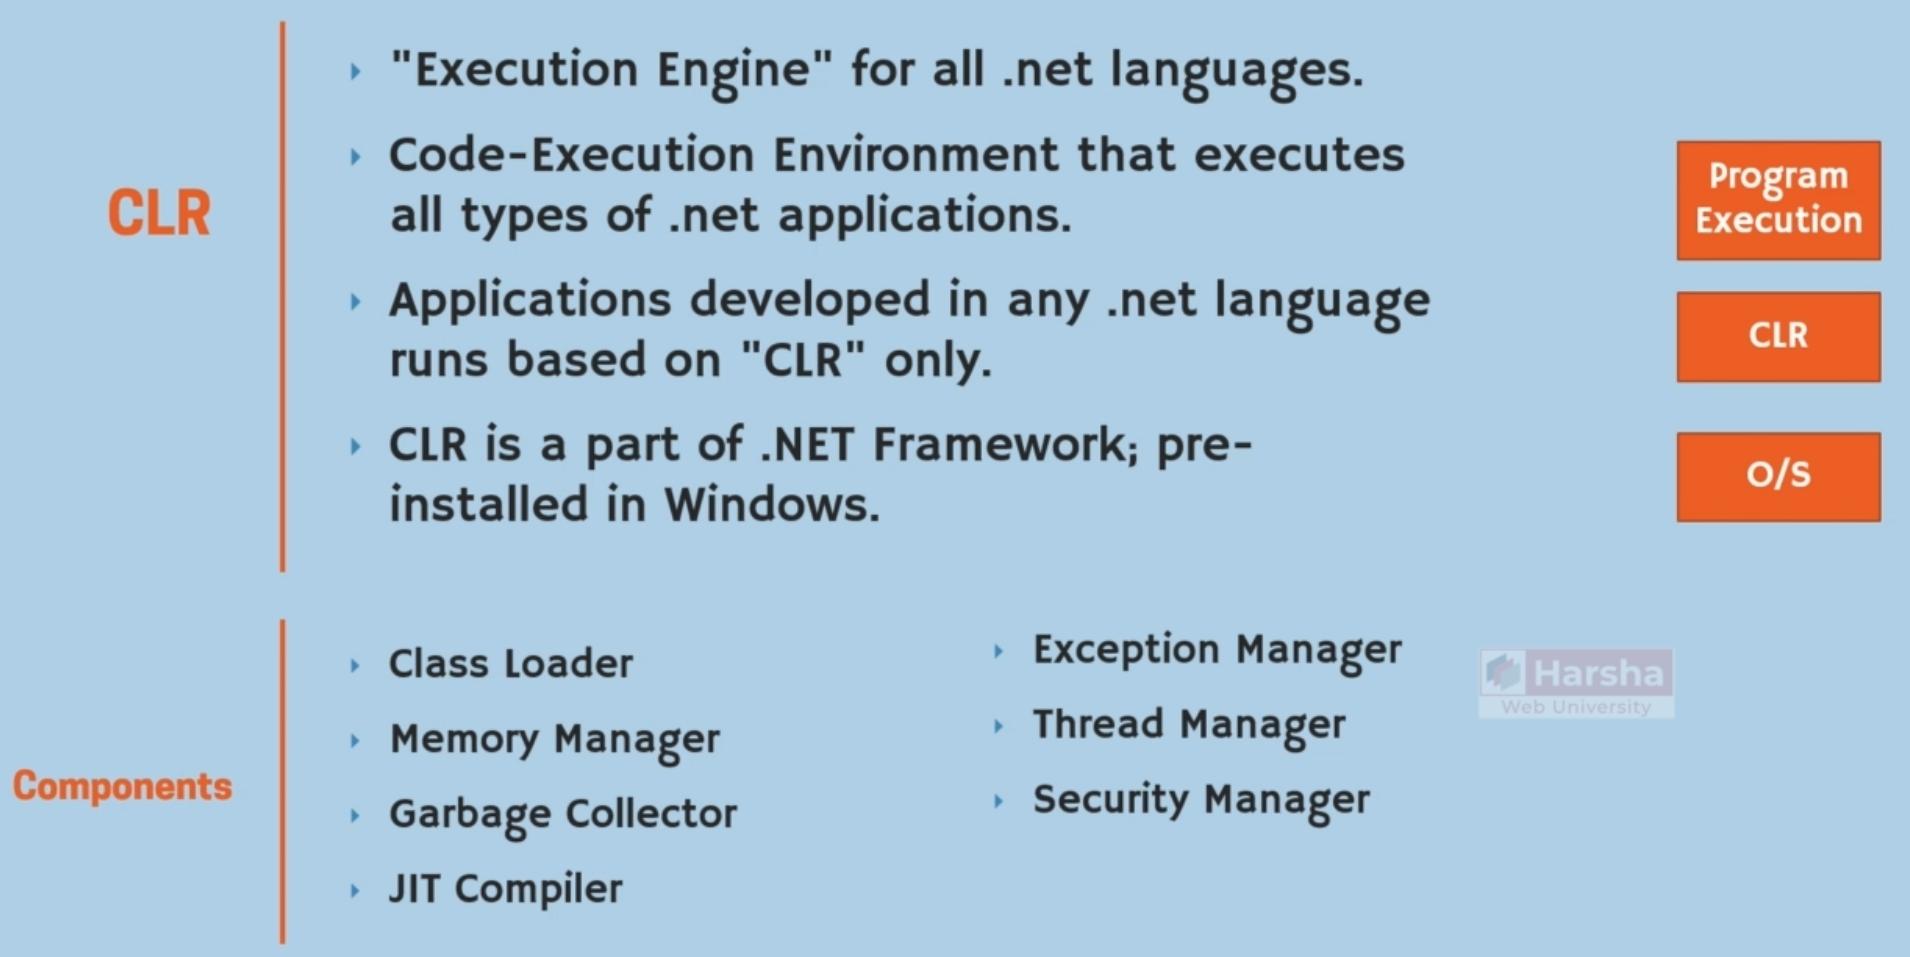 CLR
"Execution Engine" for all .net languages.
Code-Execution Environment that executes
all types of .net applications.
Applications developed in any .net language
runs based on "CLR" only.
CLR is a part of .NET Framework; pre-
installed in Windows.
Program
Execution
CLR
O/S
Components
Class Loader
Memory Manager
Garbage Collector
JIT Compiler
Exception Manager
Thread Manager
Security Manager
Harsha
Web University